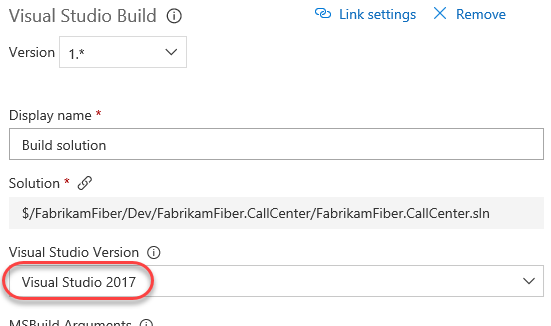 Visual Studio Build Link settings Remove
Version 1.*
Display name *
Build solution
Solution *
$/FabrikamFiber/Dev/FabrikamFiber.CallCenter/FabrikamFiber.CallCenter.sln
Visual Studio Version
Visual Studio 2017
MSBuild Arguments